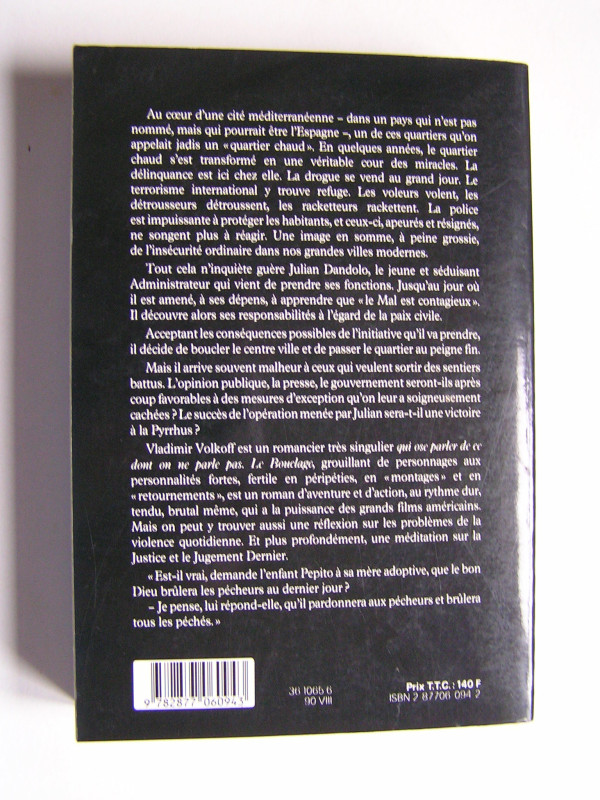 Au cœur d'une cité méditerranéenne – dans un pays qui n'est pas
nommé, mais qui pourrait être l'Espagne –, un de ces quartiers qu'on
appelait jadis un « quartier chaud ». En quelques années, le quartier
chaud s'est transformé en une véritable cour des miracles. La
délinquance est ici chez elle. La drogue se vend au grand jour. Le
terrorisme international y trouve refuge. Les voleurs volent, les
détrousseurs détroussent, les racketteurs rackettent. La police
est impuissante à protéger les habitants, et ceux-ci, apeurés et résignés,
ne songent plus à réagir. Une image en somme, à peine grossie,
de l'insécurité ordinaire dans nos grandes villes modernes.
Tout cela n'inquiète guère Julian Dandolo, le jeune et séduisant
Administrateur qui vient de prendre ses fonctions. Jusqu'au jour où
il est amené, à ses dépens, à apprendre que « le Mal est contagieux ».
Il découvre alors ses responsabilités à l'égard de la paix civile.
Acceptant les conséquences possibles de l'initiative qu'il va prendre,
il décide de boucler le centre ville et de passer le quartier au peigne fin.
Mais il arrive souvent malheur à ceux qui veulent sortir des sentiers
battus. L'opinion publique, la presse, le gouvernement seront-ils après
coup favorables à des mesures d'exception qu'on leur a soigneusement
cachées ? Le succès de l'opération menée par Julian sera-t-il une victoire
à la Pyrrhus ?
Vladimir Volkoff est un romancier très singulier qui ose parler de ce
dont on ne parle pas. Le Bouclage, grouillant de personnages aux
personnalités fortes, fertile en péripéties, en « montages » et en
« retournements », est un roman d'aventure et d'action, au rythme dur,
tendu, brutal même, qui a la puissance des grands films américains.
Mais on peut y trouver aussi une réflexion sur les problèmes de la
violence quotidienne. Et plus profondément, une méditation sur la
Justice et le Jugement Dernier.
« Est-il vrai, demande l'enfant Pepito à sa mère adoptive, que le bon
Dieu brûlera les pécheurs au dernier jour ?
– Je pense, lui répond-elle, qu'il pardonnera aux pécheurs et brûlera
tous les péchés. »
9 782877 060943
36 1065 6
90 VIII
Prix T.T.C. : 140 F
ISBN 2 87706 094 2